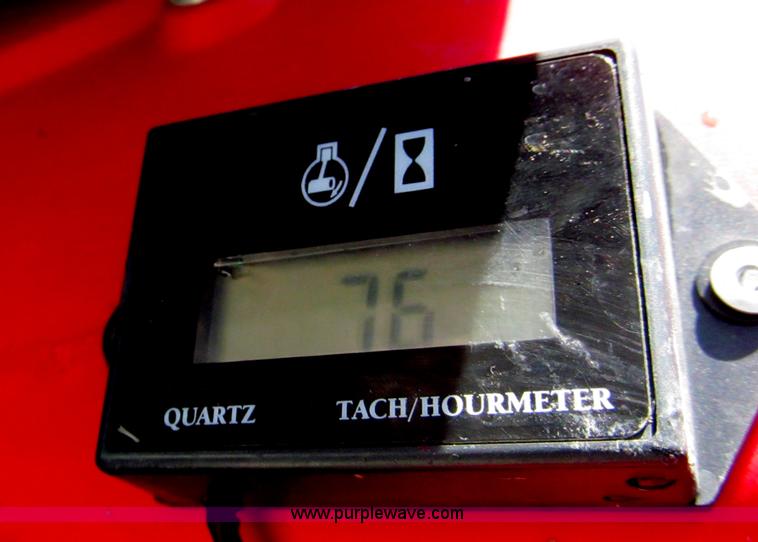 76
QUARTZ TACH/HOURMETER
www.purplewave.com